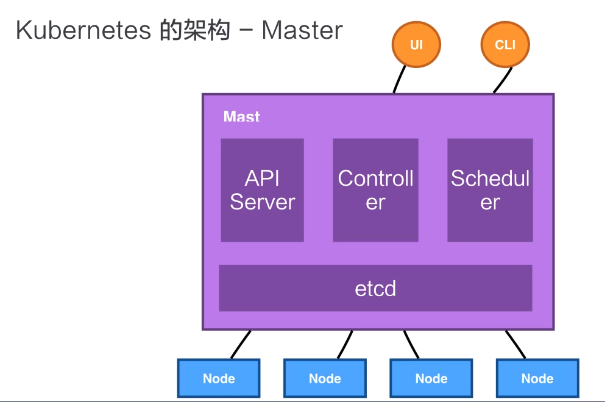 Kubernetes 的架构 – Master
UI
CLI
Mast
API
Server
Controll
er
Schedul
er
etcd
Node
Node
Node
Node